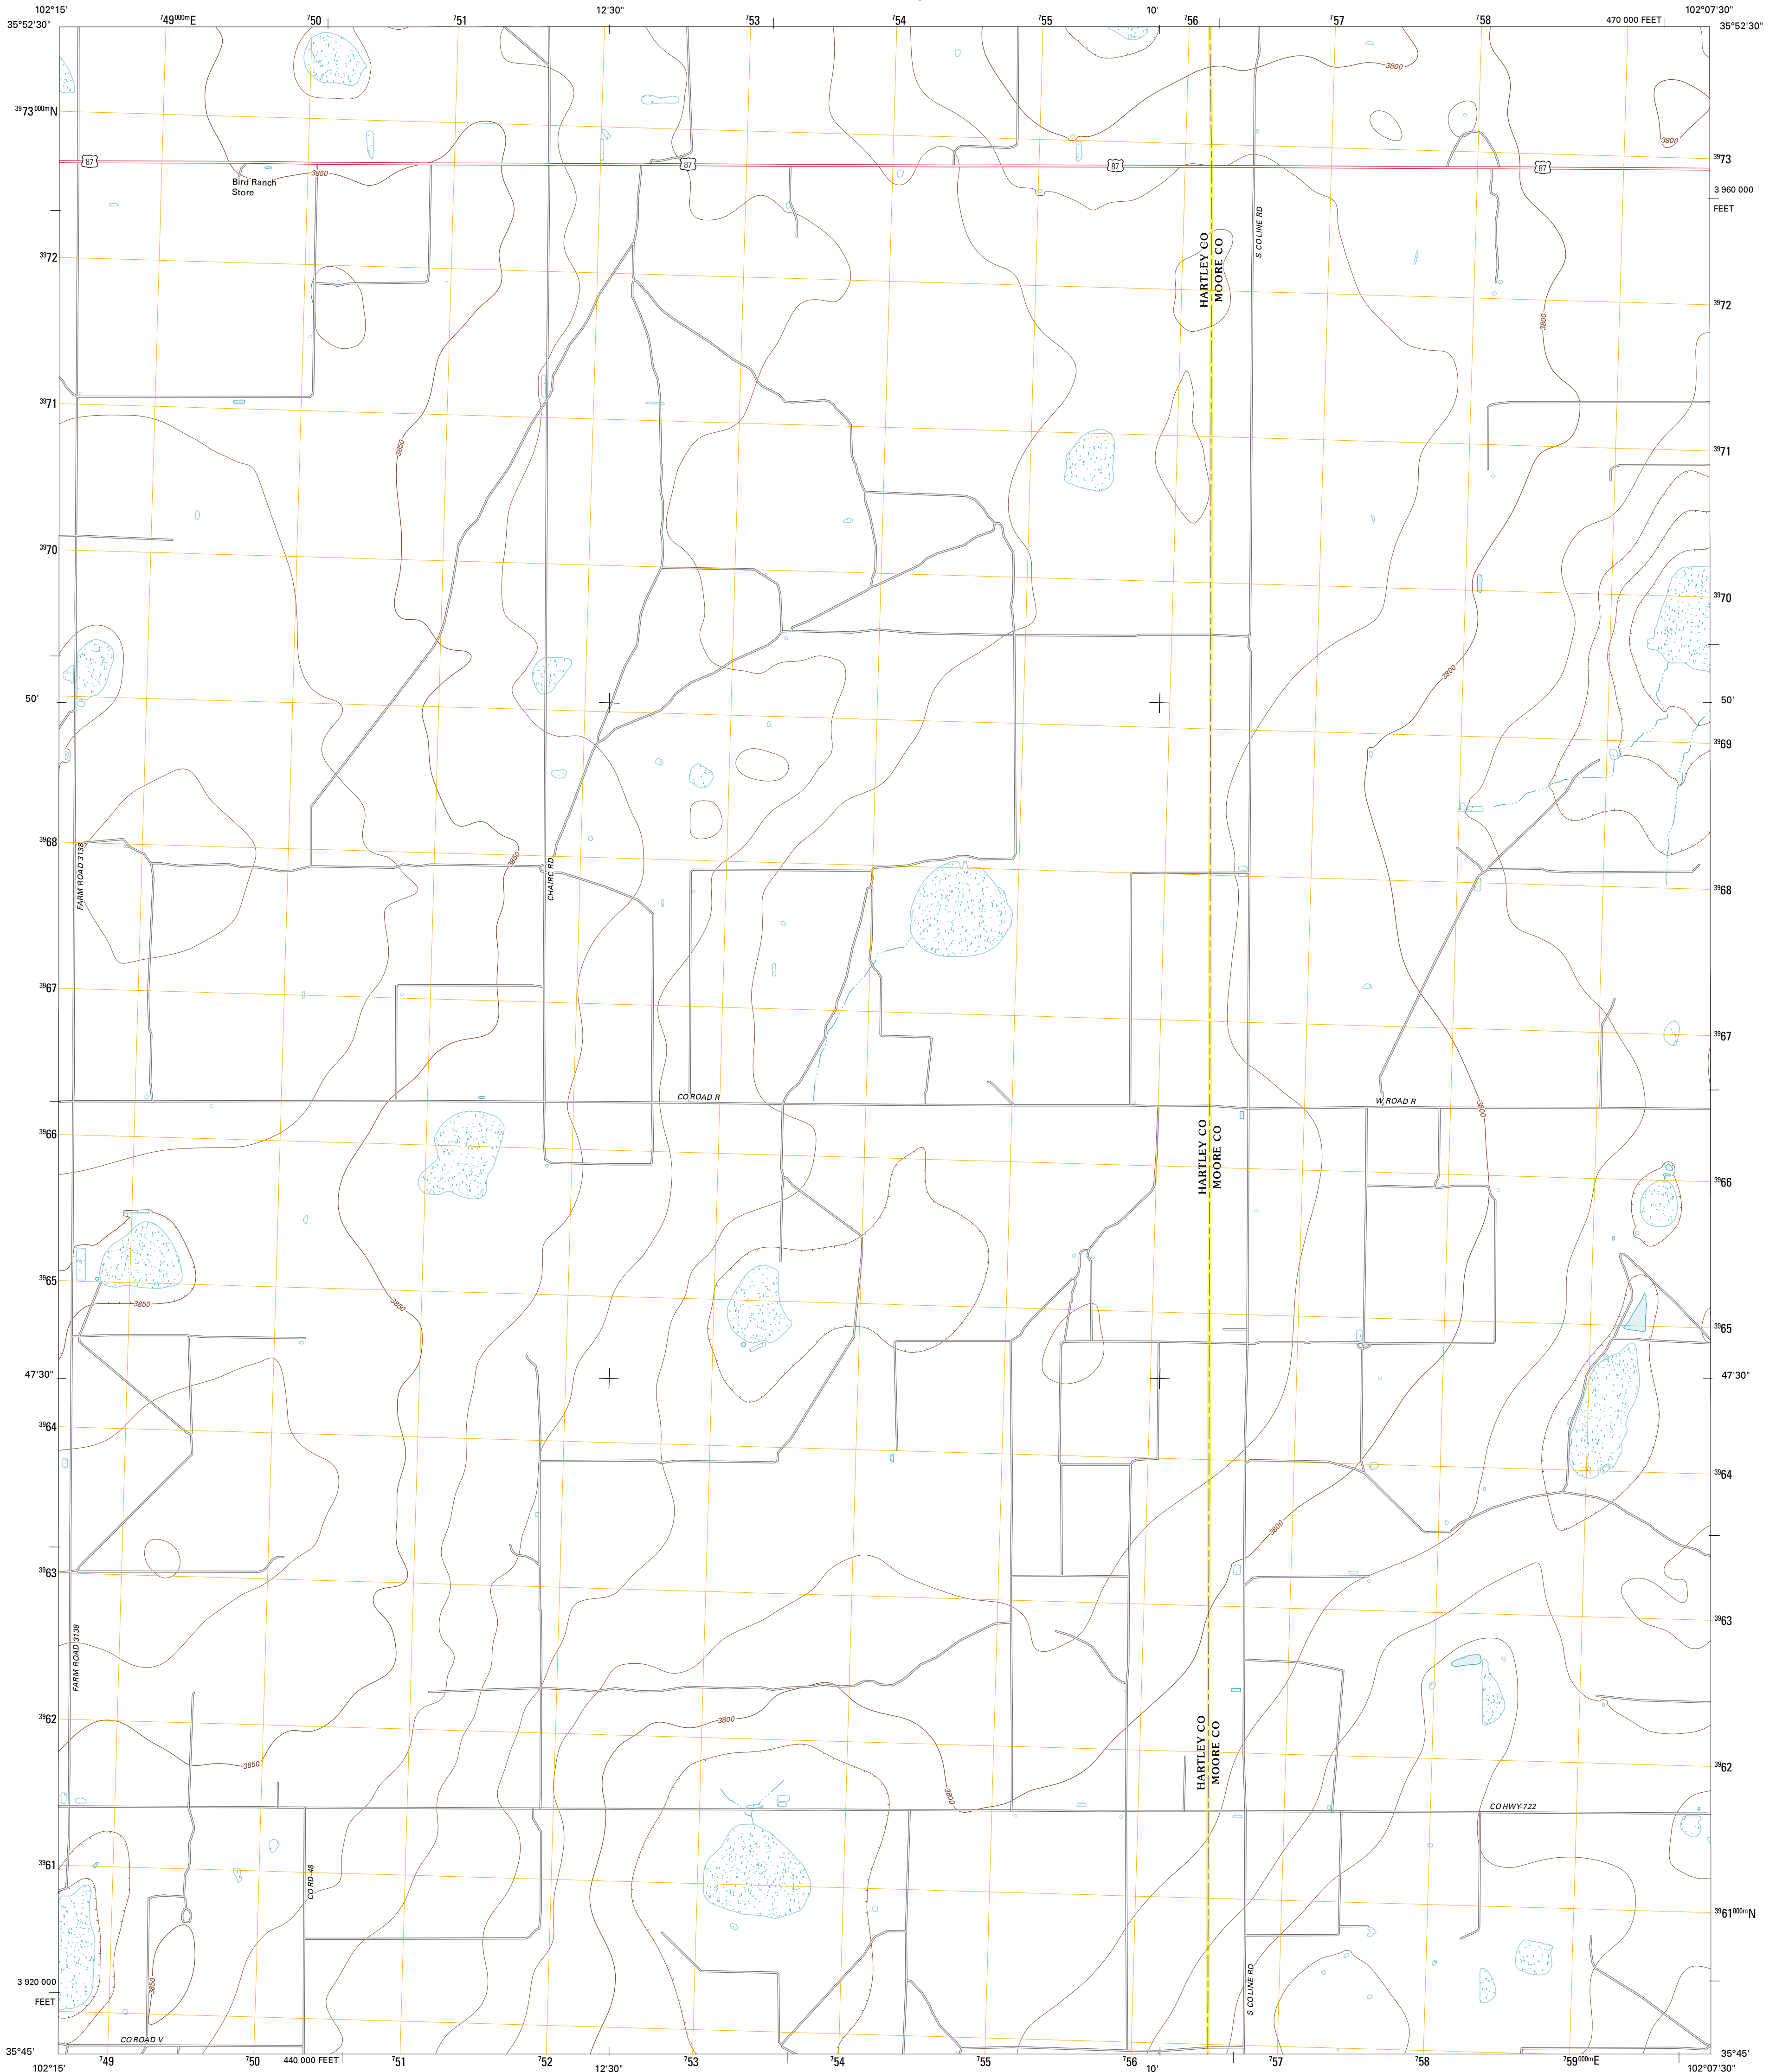 102°15'
749000mE
750
751
12'30"
753
754
755
10'
756
757
758
470 000 FEET
102°07'30"
35°52'30"
35°52'30"
3973000mN
3800
3800
87
87
87
87
3973
Bird Ranch
Store
3850
3 960 000
FEET
S CO LINE RD
HARTLEY CO
MOORE CO
3972
3972
3800
3971
3850
3971
3970
3970
3800
50'
50'
3969
3968
FARM ROAD 3138
3850
CHAIRC RD
3968
3967
3967
CO ROAD R
W ROAD R
3800
3966
HARTLEY CO
MOORE CO
3966
3965
3850
3850
3965
47'30"
47'30"
3964
3964
3800
3963
3963
FARM ROAD 3138
3962
3800
HARTLEY CO
MOORE CO
3850
3962
3800
CO HWY-722
3961
CO RD-48
3961000mN
3 920 000
FEET
3850
S CO LINE RD
CO ROAD V
35°45'
35°45'
102°15'
749
750
440 000 FEET
751
752
12'30"
753
754
755
756
10'
757
758
759000mE
102°07'30"